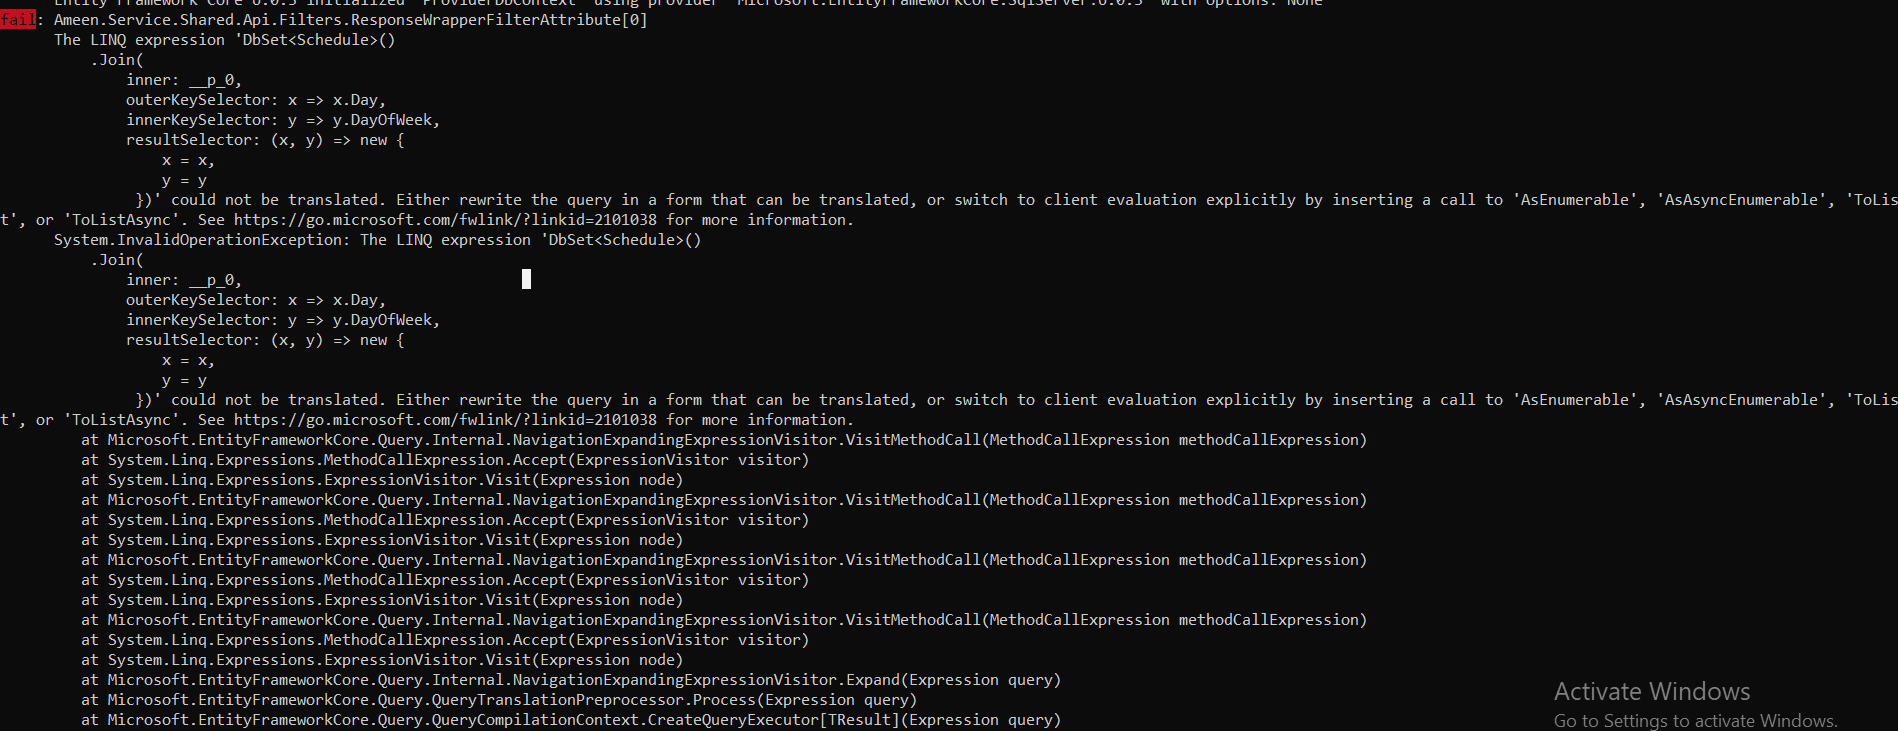 Entity Framework Core 6.0.5 initialized 'ProviderDbContext' using provider 'Microsoft.EntityFrameworkCore.SqlServer:6.0.5' with options: None
fail: Ameen.Service.Shared.Api.Filters.ResponseWrapperFilterAttribute[0]
The LINQ expression 'DbSet<Schedule>()
.Join(
inner: __p_0,
outerKeySelector: x => x.Day,
innerKeySelector: y => y.DayOfWeek,
resultSelector: (x, y) => new {
x = x,
y = y
})' could not be translated. Either rewrite the query in a form that can be translated, or switch to client evaluation explicitly by inserting a call to 'AsEnumerable', 'AsAsyncEnumerable', 'ToLis
t', or 'ToListAsync'. See https://go.microsoft.com/fwlink/?linkid=2101038 for more information.
System.InvalidOperationException: The LINQ expression 'DbSet<Schedule>()
.Join(
inner: __p_0,
outerKeySelector: x => x.Day,
innerKeySelector: y => y.DayOfWeek,
resultSelector: (x, y) => new {
x = x,
y = y
})' could not be translated. Either rewrite the query in a form that can be translated, or switch to client evaluation explicitly by inserting a call to 'AsEnumerable', 'AsAsyncEnumerable', 'ToLis
t', or 'ToListAsync'. See https://go.microsoft.com/fwlink/?linkid=2101038 for more information.
at Microsoft.EntityFrameworkCore.Query.Internal.NavigationExpandingExpressionVisitor.VisitMethodCall(MethodCallExpression methodCallExpression)
at System.Linq.Expressions.MethodCallExpression.Accept(ExpressionVisitor visitor)
at System.Linq.Expressions.ExpressionVisitor.Visit(Expression node)
at Microsoft.EntityFrameworkCore.Query.Internal.NavigationExpandingExpressionVisitor.VisitMethodCall(MethodCallExpression methodCallExpression)
at System.Linq.Expressions.MethodCallExpression.Accept(ExpressionVisitor visitor)
at System.Linq.Expressions.ExpressionVisitor.Visit(Expression node)
at Microsoft.EntityFrameworkCore.Query.Internal.NavigationExpandingExpressionVisitor.VisitMethodCall(MethodCallExpression methodCallExpression)
at System.Linq.Expressions.MethodCallExpression.Accept(ExpressionVisitor visitor)
at System.Linq.Expressions.ExpressionVisitor.Visit(Expression node)
at Microsoft.EntityFrameworkCore.Query.Internal.NavigationExpandingExpressionVisitor.VisitMethodCall(MethodCallExpression methodCallExpression)
at System.Linq.Expressions.MethodCallExpression.Accept(ExpressionVisitor visitor)
at System.Linq.Expressions.ExpressionVisitor.Visit(Expression node)
at Microsoft.EntityFrameworkCore.Query.Internal.NavigationExpandingExpressionVisitor.Expand(Expression query)
at Microsoft.EntityFrameworkCore.Query.QueryTranslationPreprocessor.Process(Expression query)
at Microsoft.EntityFrameworkCore.Query.QueryCompilationContext.CreateQueryExecutor[TResult](Expression query)
Activate Windows
Go to Settings to activate Windows.